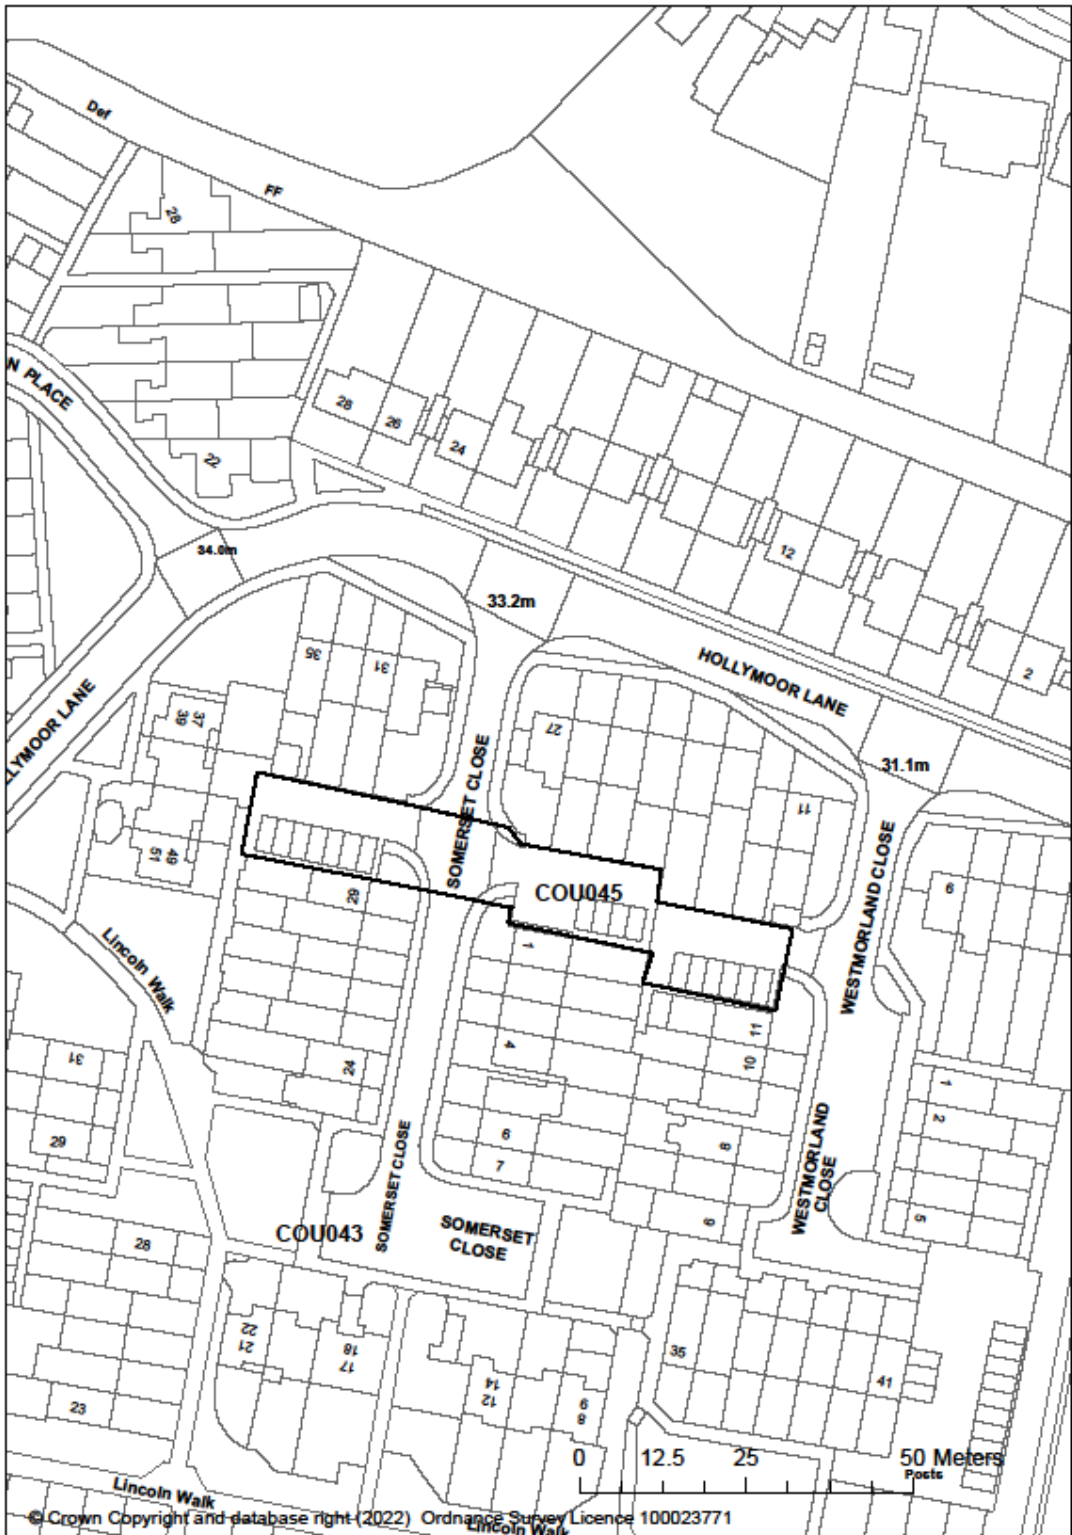 Def
FF
28
N PLACE
28
26
24
22
12
34.0m
33.2m
HOLLYMOOR LANE
2
35
31
27
31.1m
39
37
LLYMOOR LANE
SOMERSET CLOSE
11
WESTMORLAND CLOSE
51
49
29
COU045
9
1
Lincoln Walk
11
10
4
24
31
1
2
29
6
7
8
SOMERSET CLOSE
WESTMORLAND
CLOSE
9
5
COU043
SOMERSET
CLOSE
28
22
21
18
17
35
41
14
12
9
8
23
0 12.5 25 50 Meters
Posts
Lincoln Walk
© Crown Copyright and database right (2022) Ordnance Survey Licence 100023771
Lincoln Walk